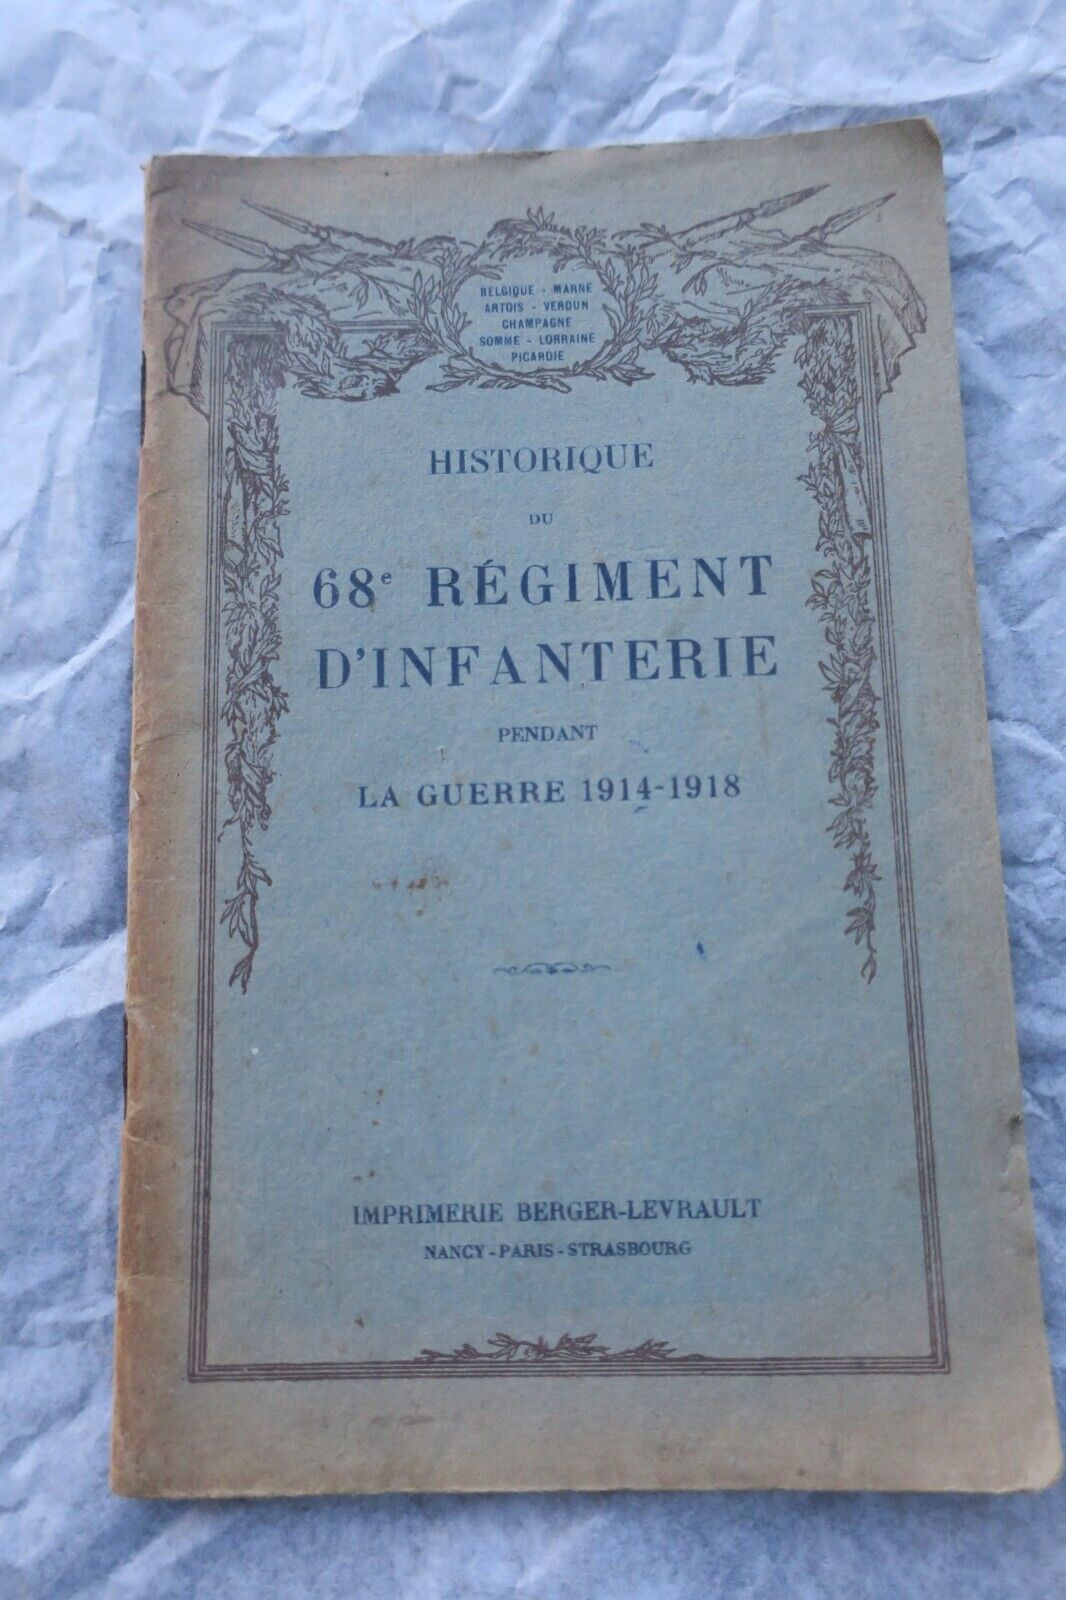 BELGIQUE - MARNE
ARTOIS - VERDUN
CHAMPAGNE
SOMME - LORRAINE
PICARDIE
HISTORIQUE
DU
68e RÉGIMENT
D'INFANTERIE
PENDANT
LA GUERRE 1914-1918
IMPRIMERIE BERGER-LEVRAULT
NANCY-PARIS-STRASBOURG